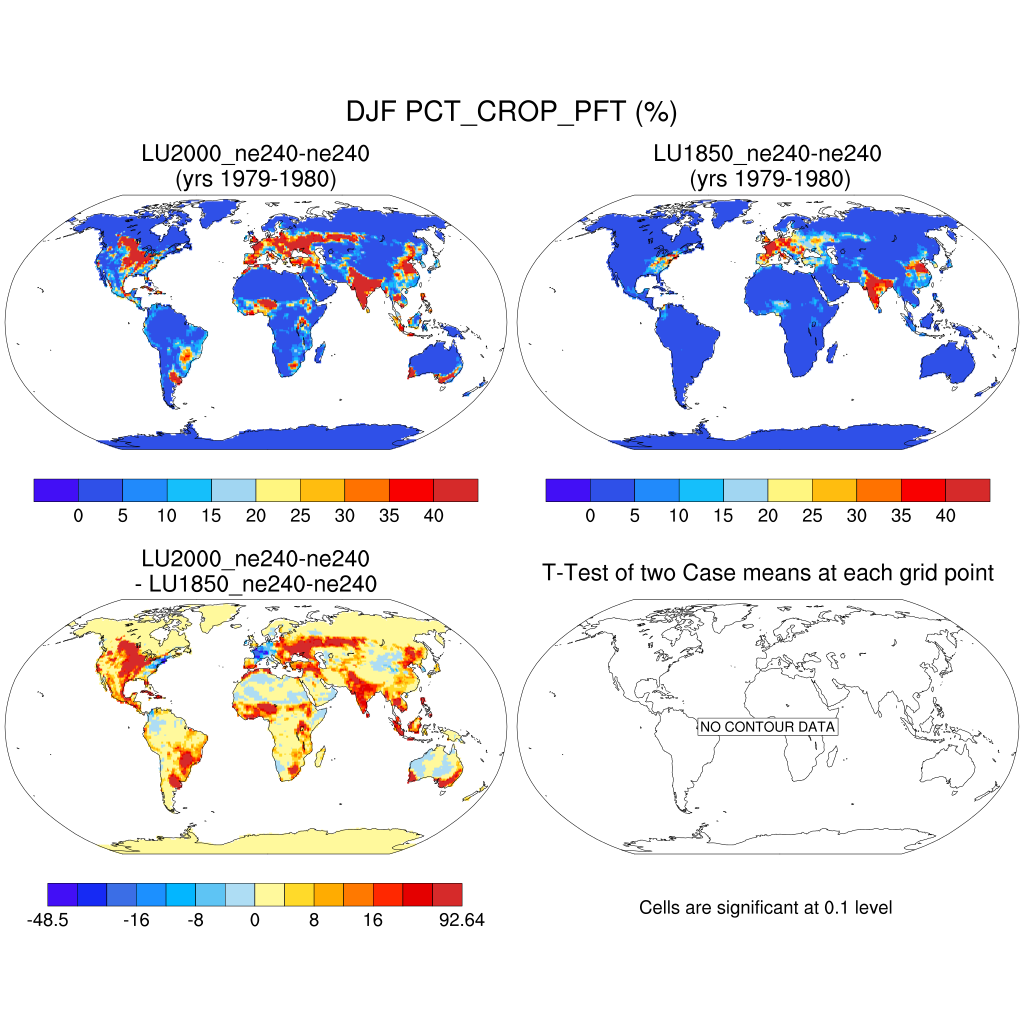 DJF PCT_CROP_PFT (%)
LU2000_ne240-ne240
(yrs 1979-1980)
LU1850_ne240-ne240
(yrs 1979-1980)
0 5 10 15 20 25 30 35 40
0 5 10 15 20 25 30 35 40
LU2000_ne240-ne240
- LU1850_ne240-ne240
T-Test of two Case means at each grid point
NO CONTOUR DATA
-48.5 -16 -8 0 8 16 92.64
Cells are significant at 0.1 level